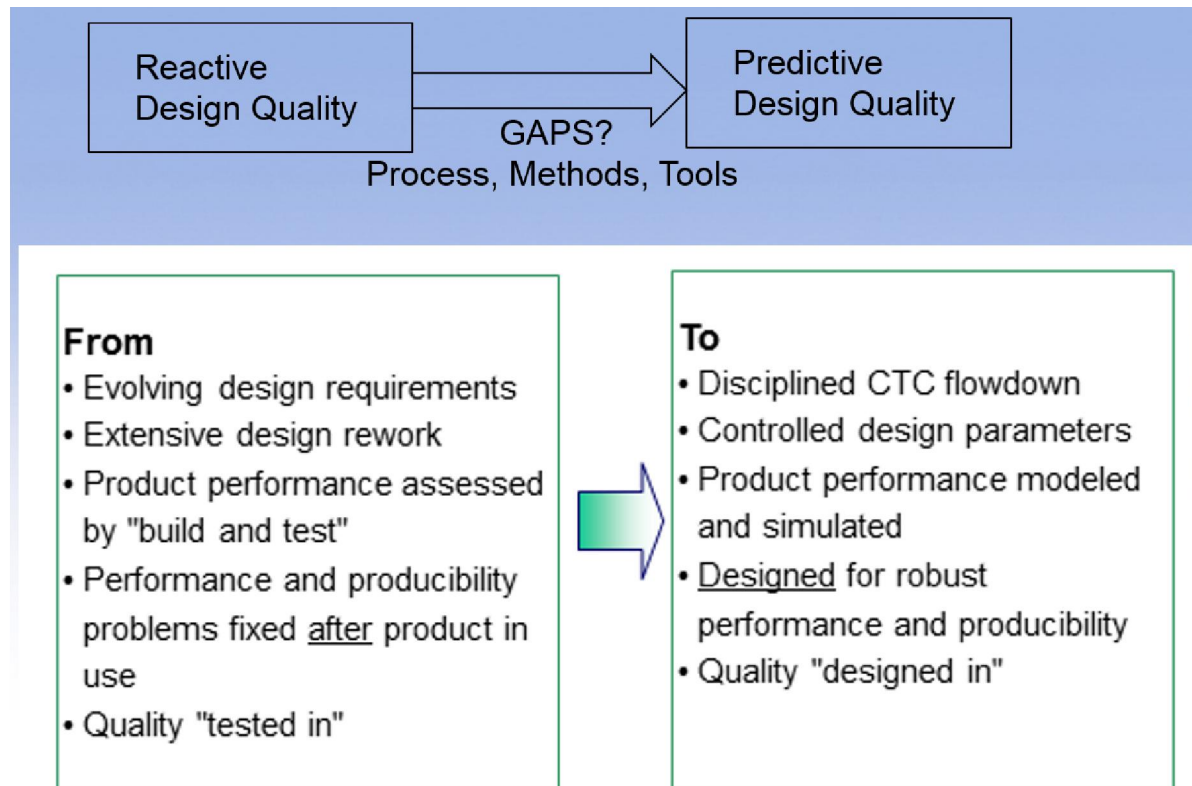 Reactive
Design Quality
Predictive
Design Quality
GAPS?
Process, Methods, Tools
From
• Evolving design requirements
• Extensive design rework
• Product performance assessed
by "build and test"
• Performance and producibility
problems fixed after product in
use
• Quality "tested in"
To
• Disciplined CTC flowdown
• Controlled design parameters
• Product performance modeled
and simulated
• Designed for robust
performance and producibility
• Quality "designed in"